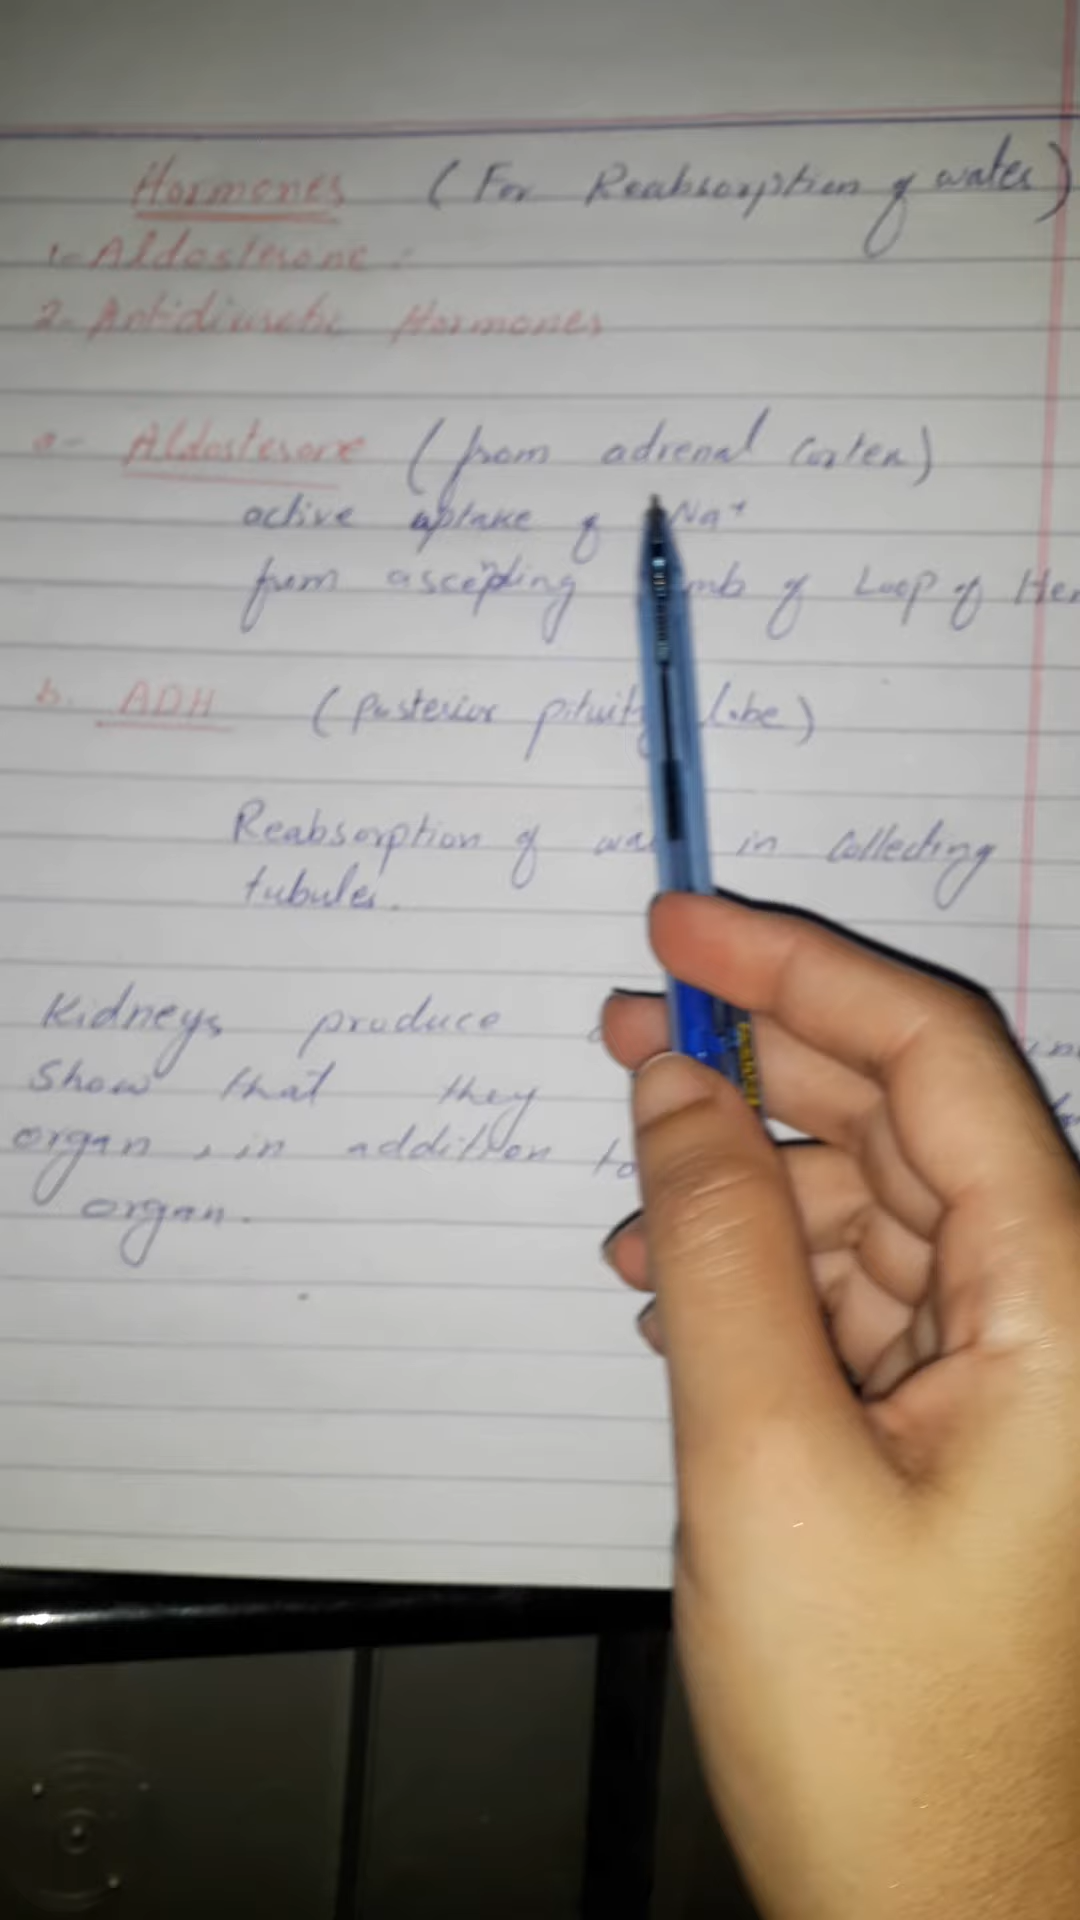 Hormones (For Reabsorption of water)
1- Aldosterone :
2- Antidiuretic Hormones
a- Aldosterone (from adrenal Cortex)
active uptake of Na+
from ascending of Loop of
b. ADH (Posterior lobe)
Reabsorption of in Collecting
tubules.
Kidneys produce
Show that they
organ, in addition to
organ.